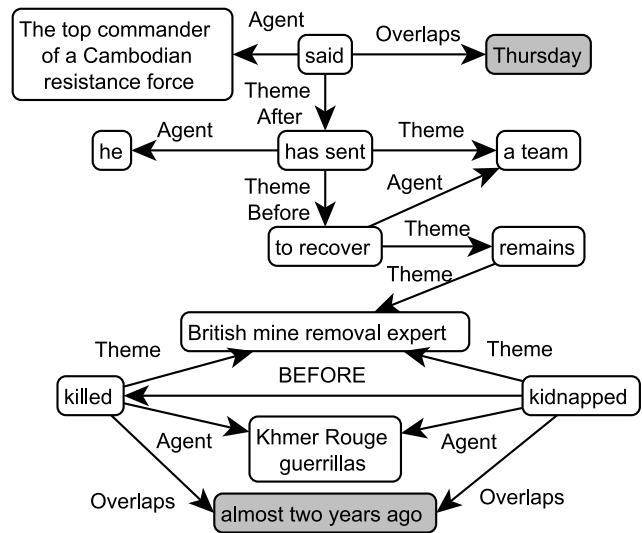 The top commander
of a Cambodian
resistance force
Agent
said
Overlaps
Thursday
Theme
After
he
Agent
has sent
Theme
a team
Theme
Before
Agent
to recover
Theme
remains
Theme
British mine removal expert
Theme
Theme
BEFORE
killed
kidnapped
Agent
Khmer Rouge
guerrillas
Agent
Overlaps
Overlaps
almost two years ago